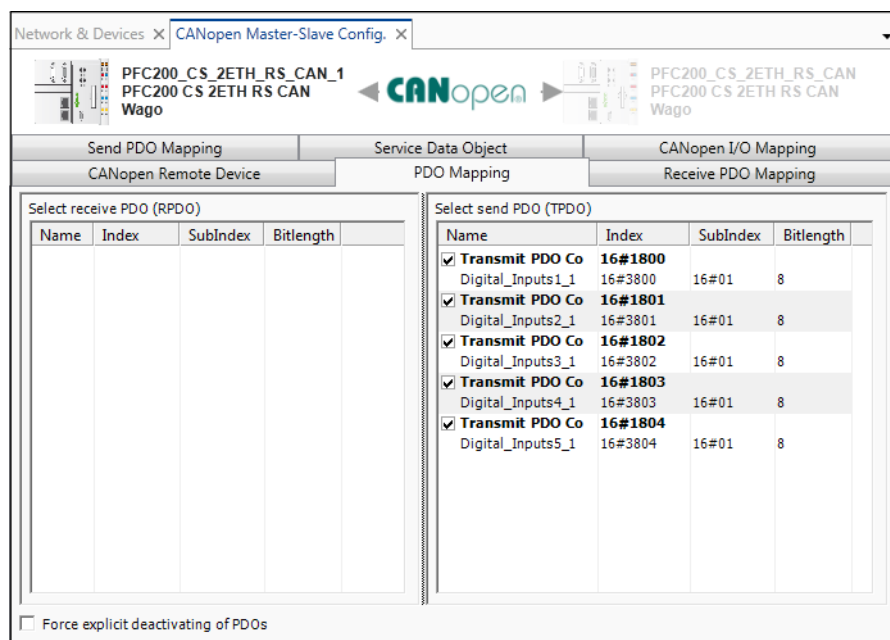 Network & Devices
CANopen Master-Slave Config.
PFC200_CS_2ETH_RS_CAN_1
PFC200 CS 2ETH RS CAN
Wago
CANopen
PFC200_CS_2ETH_RS_CAN
PFC200 CS 2ETH RS CAN
Wago
Send PDO Mapping
Service Data Object
CANopen I/O Mapping
CANopen Remote Device
PDO Mapping
Receive PDO Mapping
Select receive PDO (RPDO)
Name Index SubIndex Bitlength
Select send PDO (TPDO)
Name Index SubIndex Bitlength
Transmit PDO Co 16#1800
Digital_Inputs1_1 16#3800 16#01 8
Transmit PDO Co 16#1801
Digital_Inputs2_1 16#3801 16#01 8
Transmit PDO Co 16#1802
Digital_Inputs3_1 16#3802 16#01 8
Transmit PDO Co 16#1803
Digital_Inputs4_1 16#3803 16#01 8
Transmit PDO Co 16#1804
Digital_Inputs5_1 16#3804 16#01 8
Force explicit deactivating of PDOs